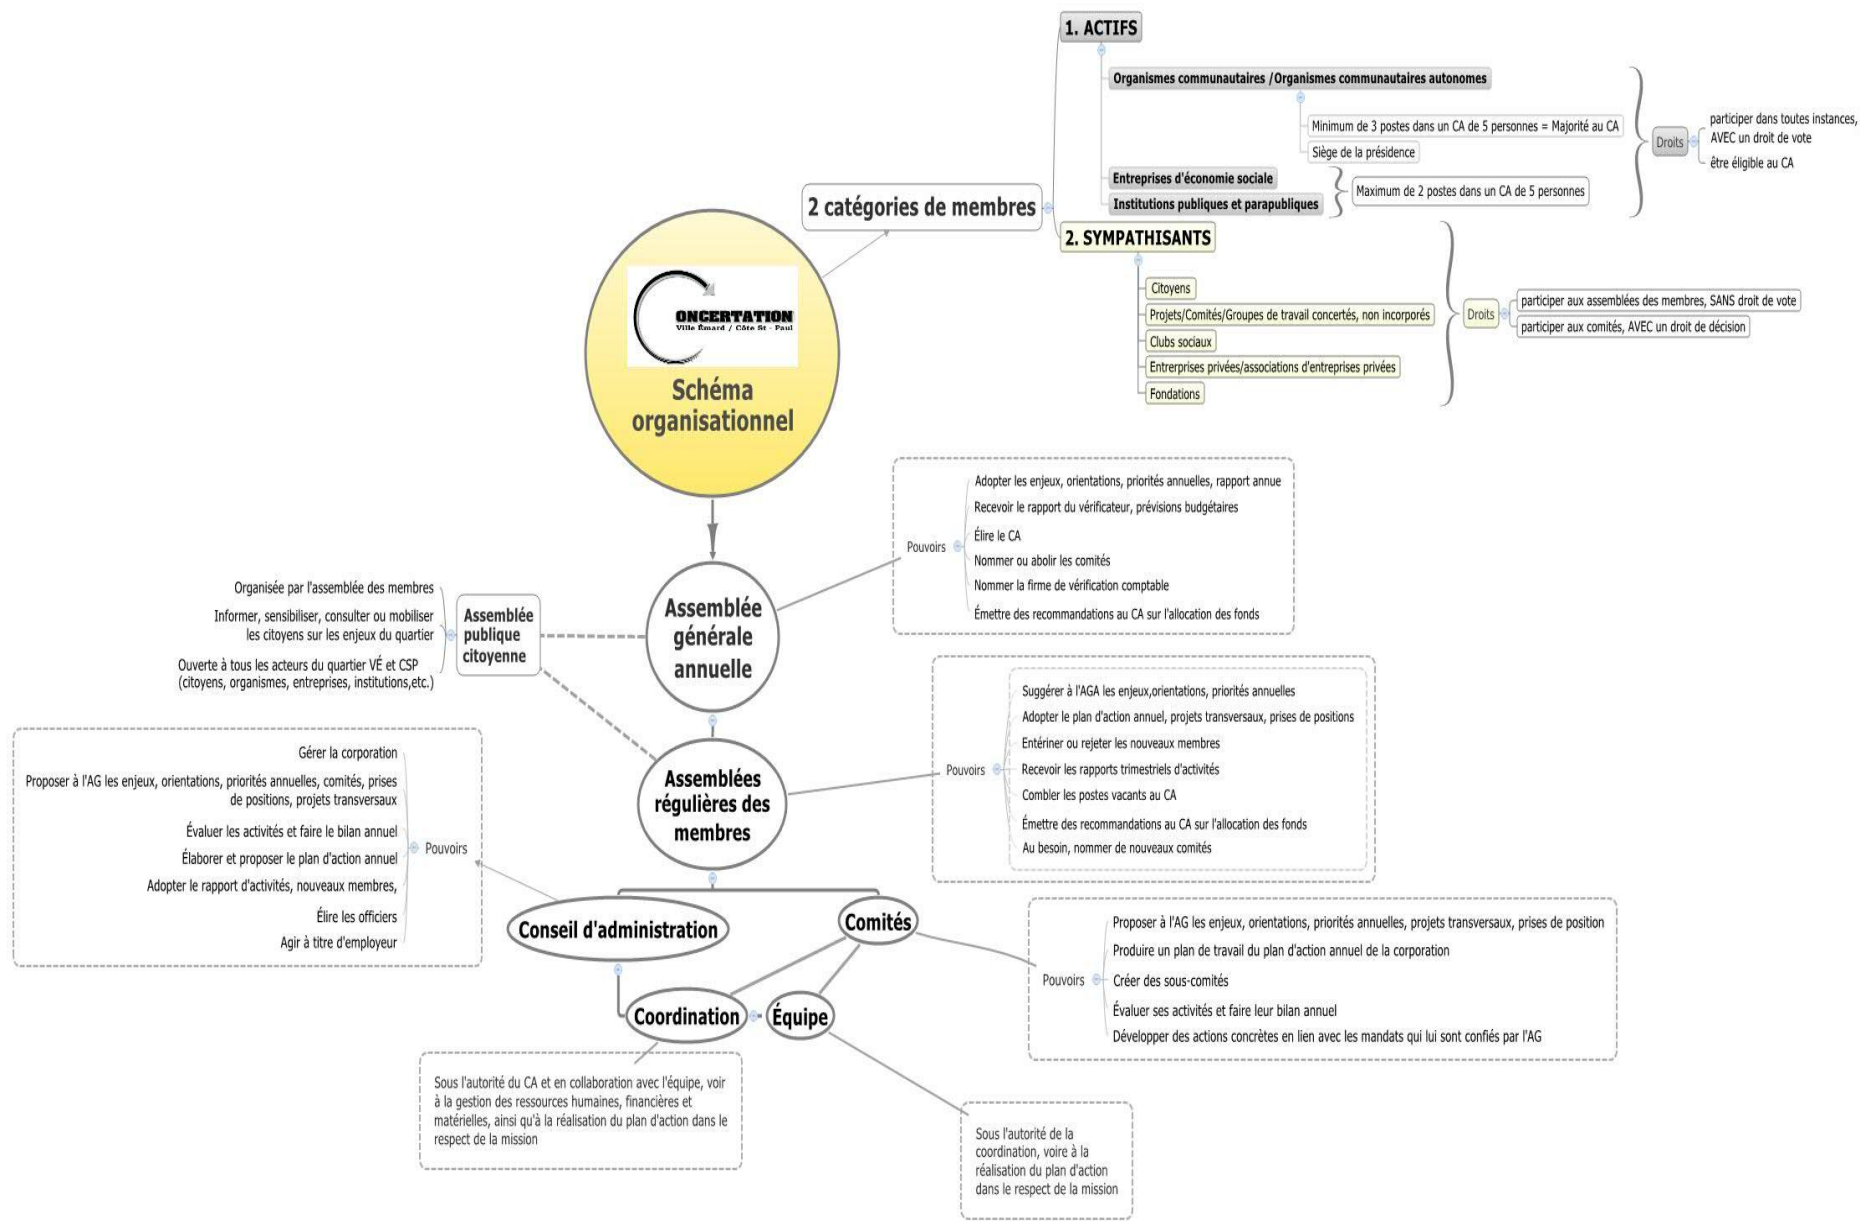 1. ACTIFS
Organismes communautaires /Organismes communautaires autonomes
Minimum de 3 postes dans un CA de 5 personnes = Majorité au CA
Siège de la présidence
Entreprises d'économie sociale
Institutions publiques et parapubliques
Maximum de 2 postes dans un CA de 5 personnes
Droits
participer dans toutes instances,
AVEC un droit de vote
être éligible au CA
2 catégories de membres
2. SYMPATHISANTS
Citoyens
Projets/Comités/Groupes de travail concertés, non incorporés
Clubs sociaux
Entrerprises privées/associations d'entreprises privées
Fondations
Droits
participer aux assemblées des membres, SANS droit de vote
participer aux comités, AVEC un droit de décision
CONCERTATION
Ville Émard / Côte St - Paul
Schéma
organisationnel
Pouvoirs
Adopter les enjeux, orientations, priorités annuelles, rapport annue
Recevoir le rapport du vérificateur, prévisions budgétaires
Élire le CA
Nommer ou abolir les comités
Nommer la firme de vérification comptable
Émettre des recommandations au CA sur l'allocation des fonds
Assemblée
générale
annuelle
Assemblée
publique
citoyenne
Organisée par l'assemblée des membres
Informer, sensibiliser, consulter ou mobiliser
les citoyens sur les enjeux du quartier
Ouverte à tous les acteurs du quartier VÉ et CSP
(citoyens, organismes, entreprises, institutions,etc.)
Assemblées
régulières des
membres
Pouvoirs
Suggérer à l'AGA les enjeux,orientations, priorités annuelles
Adopter le plan d'action annuel, projets transversaux, prises de positions
Entériner ou rejeter les nouveaux membres
Recevoir les rapports trimestriels d'activités
Combler les postes vacants au CA
Émettre des recommandations au CA sur l'allocation des fonds
Au besoin, nommer de nouveaux comités
Gérer la corporation
Proposer à l'AG les enjeux, orientations, priorités annuelles, comités, prises
de positions, projets transversaux
Évaluer les activités et faire le bilan annuel
Élaborer et proposer le plan d'action annuel
Adopter le rapport d'activités, nouveaux membres,
Élire les officiers
Agir à titre d'employeur
Pouvoirs
Conseil d'administration
Comités
Pouvoirs
Proposer à l'AG les enjeux, orientations, priorités annuelles, projets transversaux, prises de position
Produire un plan de travail du plan d'action annuel de la corporation
Créer des sous-comités
Évaluer ses activités et faire leur bilan annuel
Développer des actions concrètes en lien avec les mandats qui lui sont confiés par l'AG
Coordination
Équipe
Sous l'autorité du CA et en collaboration avec l'équipe, voir
à la gestion des ressources humaines, financières et
matérielles, ainsi qu'à la réalisation du plan d'action dans le
respect de la mission
Sous l'autorité de la
coordination, voire à la
réalisation du plan d'action
dans le respect de la mission